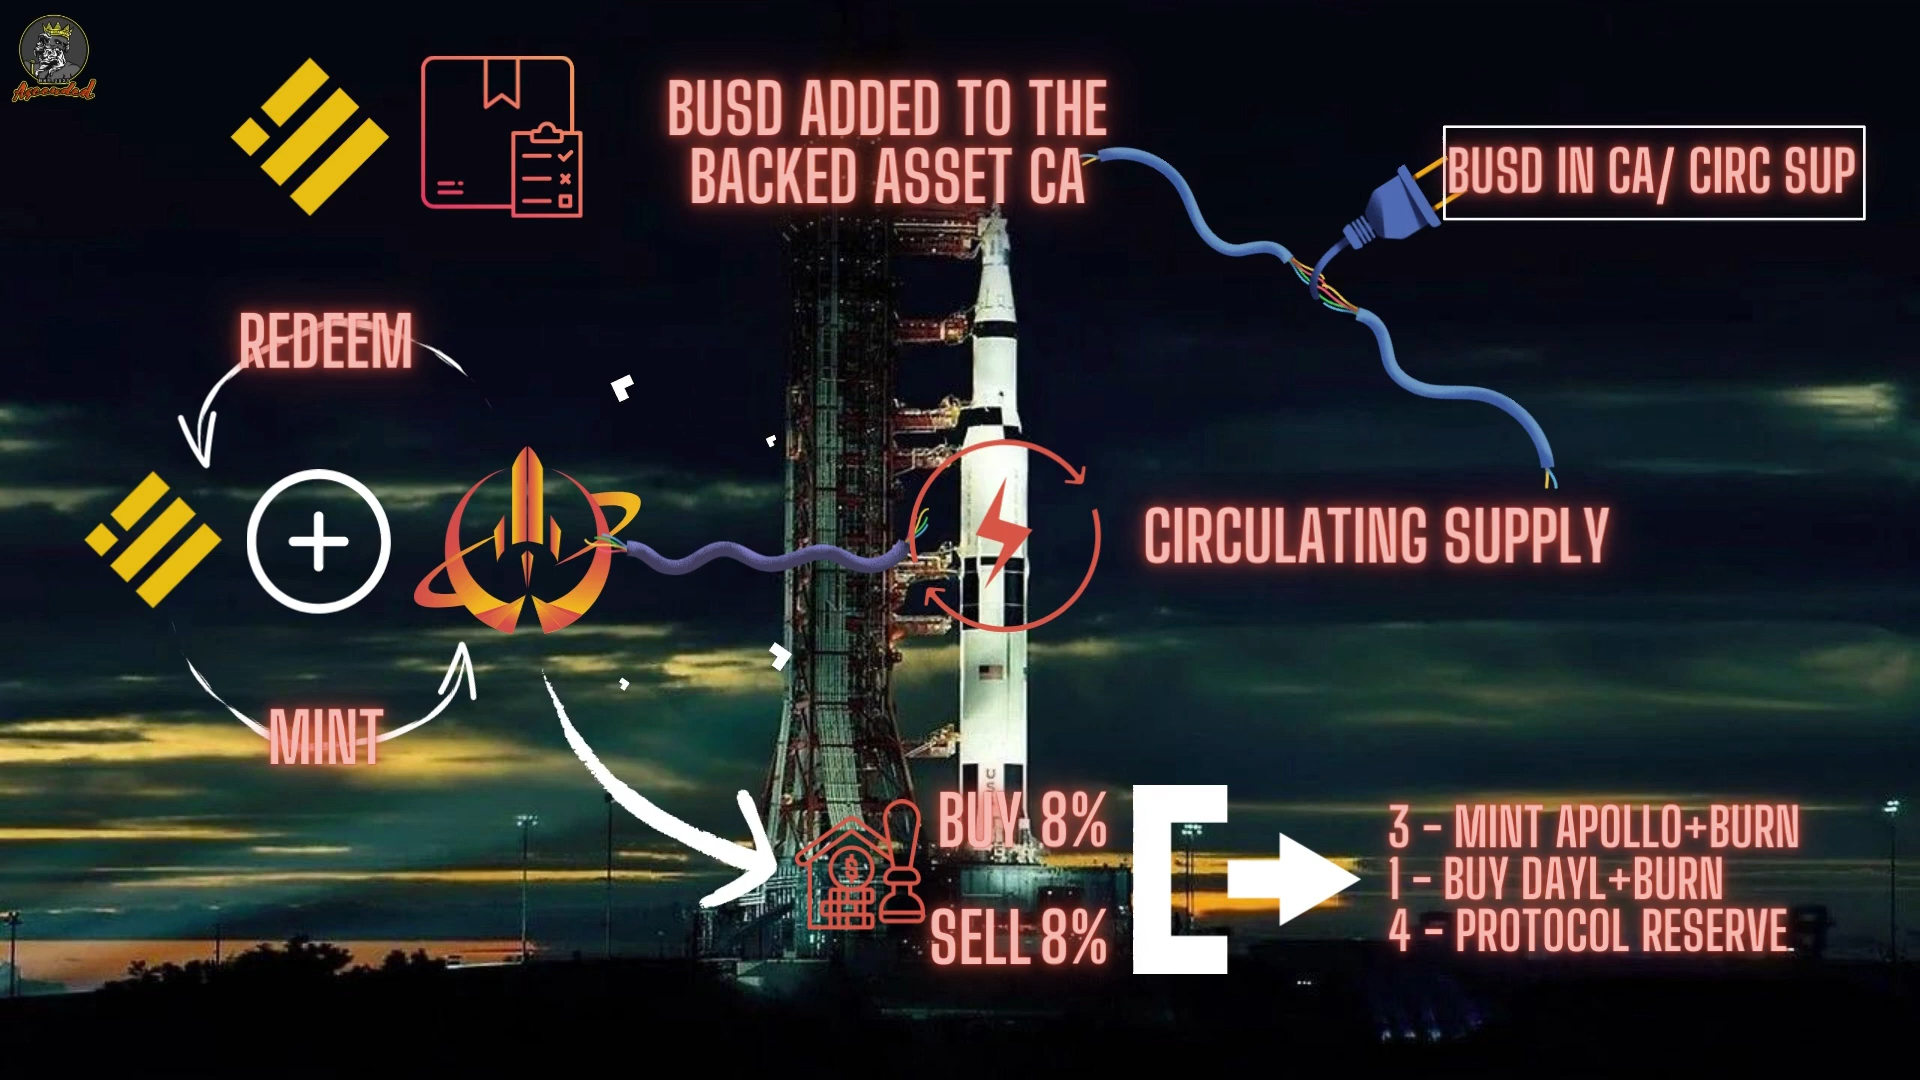 Ascended
BUSD ADDED TO THE
BACKED ASSET CA
BUSD IN CA/ CIRC SUP
REDEEM
CIRCULATING SUPPLY
MINT
BUY 8%
SELL 8%
3 - MINT APOLLO+BURN
1 - BUY DAYL+BURN
4 - PROTOCOL RESERVE